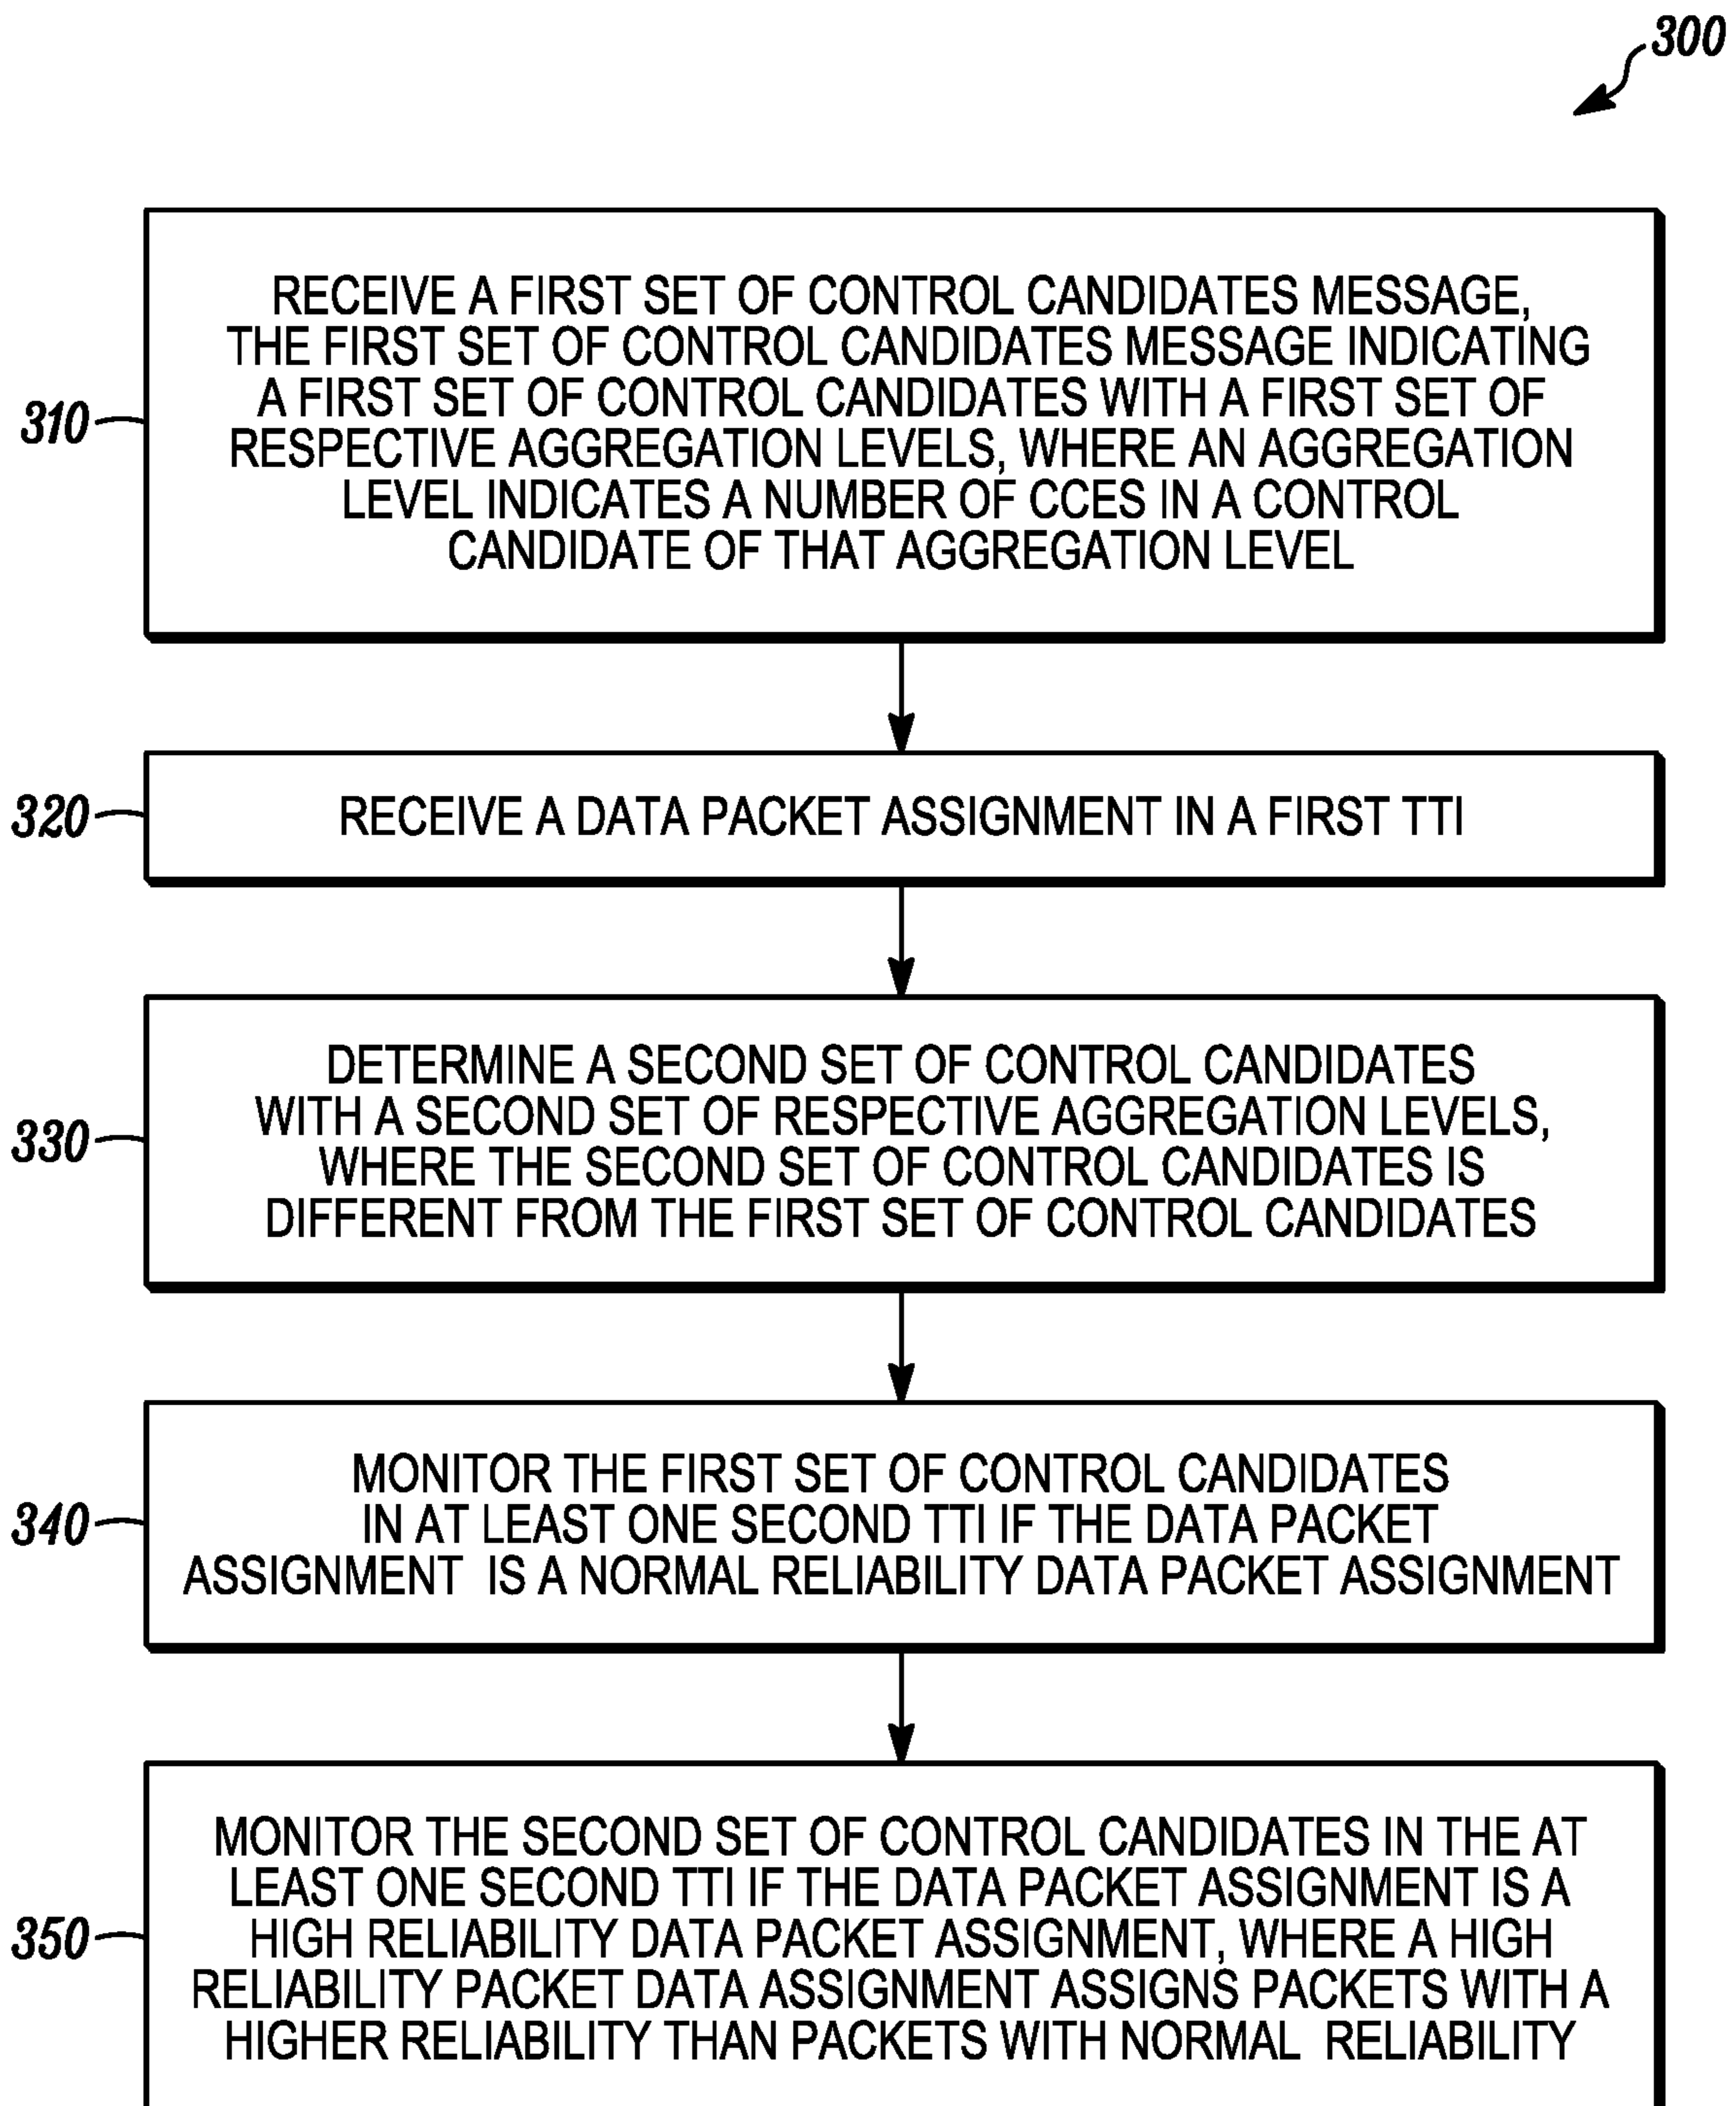 300
310
RECEIVE A FIRST SET OF CONTROL CANDIDATES MESSAGE,
THE FIRST SET OF CONTROL CANDIDATES MESSAGE INDICATING
A FIRST SET OF CONTROL CANDIDATES WITH A FIRST SET OF
RESPECTIVE AGGREGATION LEVELS, WHERE AN AGGREGATION
LEVEL INDICATES A NUMBER OF CCES IN A CONTROL
CANDIDATE OF THAT AGGREGATION LEVEL
320
RECEIVE A DATA PACKET ASSIGNMENT IN A FIRST TTI
330
DETERMINE A SECOND SET OF CONTROL CANDIDATES
WITH A SECOND SET OF RESPECTIVE AGGREGATION LEVELS,
WHERE THE SECOND SET OF CONTROL CANDIDATES IS
DIFFERENT FROM THE FIRST SET OF CONTROL CANDIDATES
340
MONITOR THE FIRST SET OF CONTROL CANDIDATES
IN AT LEAST ONE SECOND TTI IF THE DATA PACKET
ASSIGNMENT IS A NORMAL RELIABILITY DATA PACKET ASSIGNMENT
350
MONITOR THE SECOND SET OF CONTROL CANDIDATES IN THE AT
LEAST ONE SECOND TTI IF THE DATA PACKET ASSIGNMENT IS A
HIGH RELIABILITY DATA PACKET ASSIGNMENT, WHERE A HIGH
RELIABILITY PACKET DATA ASSIGNMENT ASSIGNS PACKETS WITH A
HIGHER RELIABILITY THAN PACKETS WITH NORMAL RELIABILITY